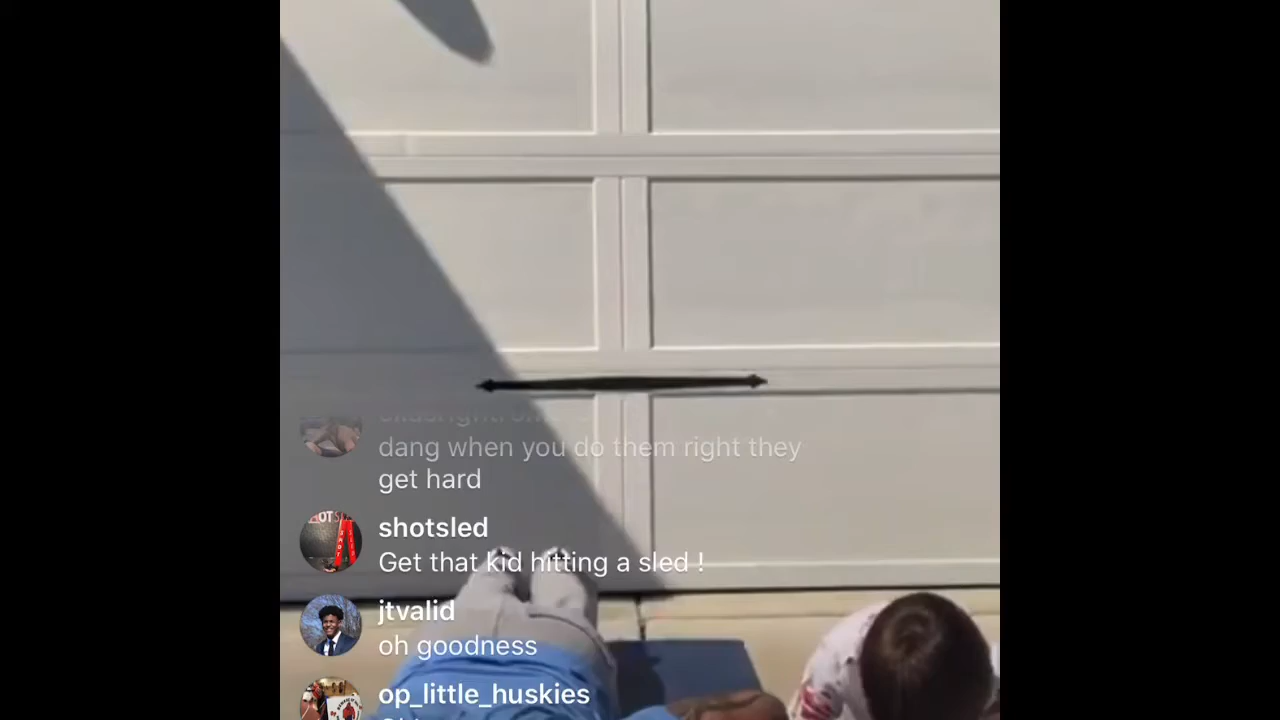 dang when you do them right they
get hard
shotsled
Get that kid hitting a sled !
jtvalid
oh goodness
op_little_huskies